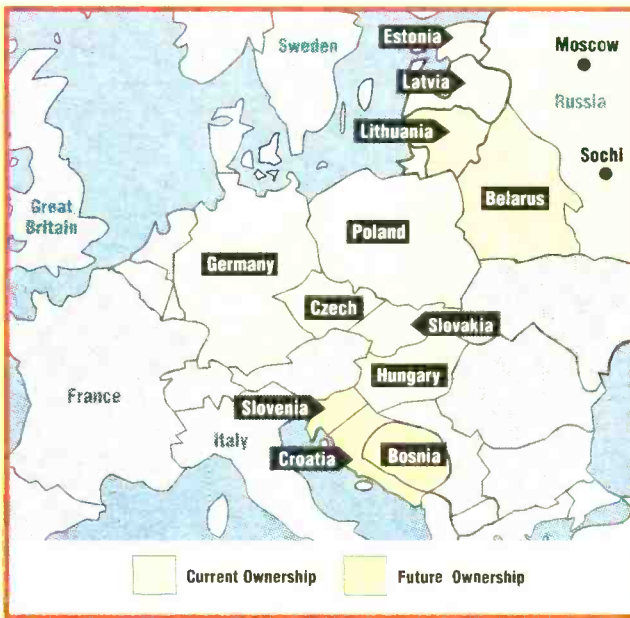 Estonia
Sweden
Moscow
Latvia
Russia
Lithuania
Sochi
Belarus
Great
Britain
Poland
Germany
Czech
Slovakia
Hungary
France
Slovenia
Italy
Croatia
Bosnia
Current Ownership
Future Ownership